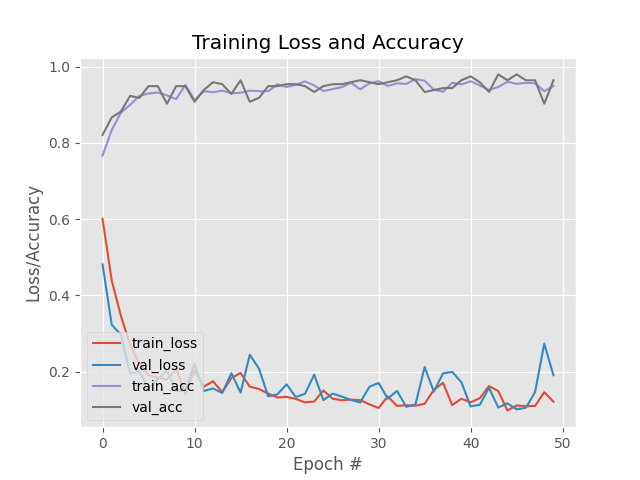 Training Loss and Accuracy
Loss/Accuracy
1.0
0.8
0.6
0.4
0.2
train_loss
val_loss
train_acc
val_acc
0 10 20 30 40 50
Epoch #